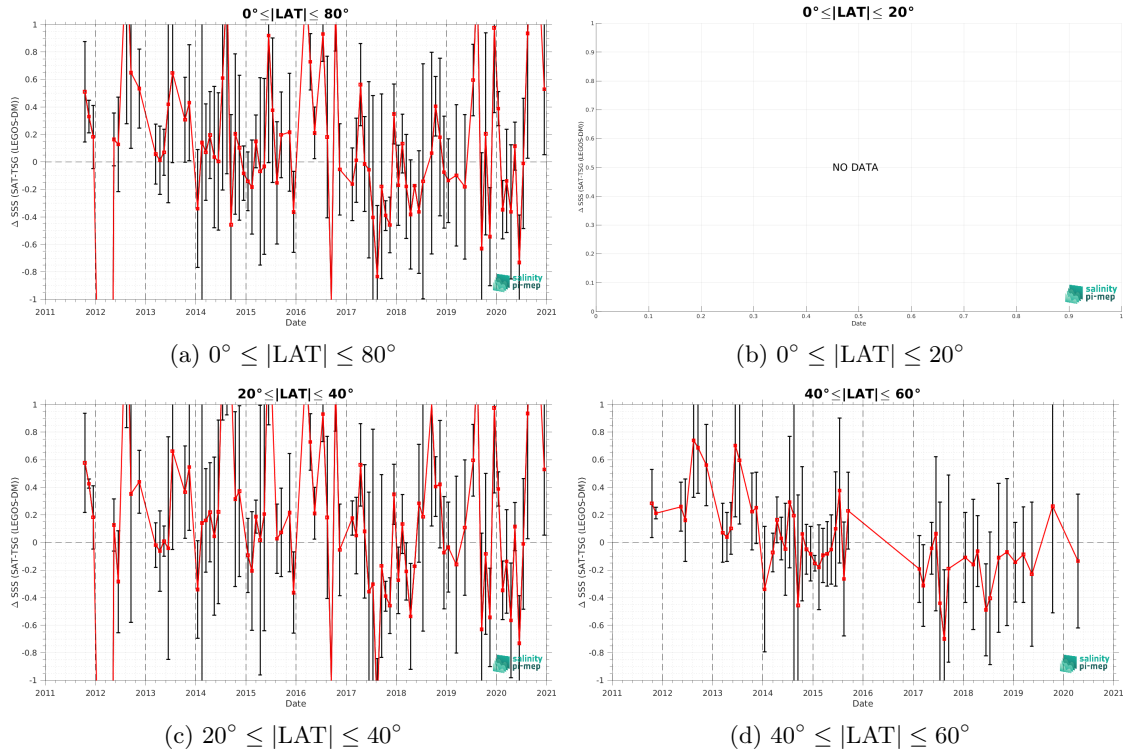 0°≤|LAT|≤ 80°
Δ SSS (SAT-TSG (LEGOS-DM))
1
0.8
0.6
0.4
0.2
0
-0.2
-0.4
-0.6
-0.8
-1
2011 2012 2013 2014 2015 2016 2017 2018 2019 2020 2021
Date
salinity
pi-mep
(a) 0° ≤ |LAT| ≤ 80°
0°≤|LAT|≤ 20°
Δ SSS (SAT-TSG (LEGOS-DM))
1
0.9
0.8
0.7
0.6
0.5
0.4
0.3
0.2
0.1
0
NO DATA
0 0.1 0.2 0.3 0.4 0.5 0.6 0.7 0.8 0.9 1
Date
salinity
pi-mep
(b) 0° ≤ |LAT| ≤ 20°
20°≤|LAT|≤ 40°
Δ SSS (SAT-TSG (LEGOS-DM))
1
0.8
0.6
0.4
0.2
0
-0.2
-0.4
-0.6
-0.8
-1
2011 2012 2013 2014 2015 2016 2017 2018 2019 2020 2021
Date
salinity
pi-mep
(c) 20° ≤ |LAT| ≤ 40°
40°≤|LAT|≤ 60°
Δ SSS (SAT-TSG (LEGOS-DM))
1
0.8
0.6
0.4
0.2
0
-0.2
-0.4
-0.6
-0.8
-1
2011 2012 2013 2014 2015 2016 2017 2018 2019 2020 2021
Date
salinity
pi-mep
(d) 40° ≤ |LAT| ≤ 60°